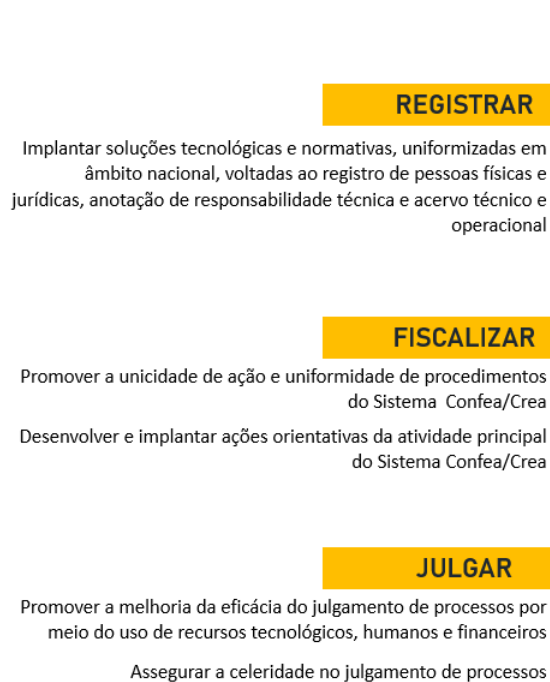 REGISTRAR
Implantar soluções tecnológicas e normativas, uniformizadas em
âmbito nacional, voltadas ao registro de pessoas físicas e
jurídicas, anotação de responsabilidade técnica e acervo técnico e
operacional
FISCALIZAR
Promover a unicidade de ação e uniformidade de procedimentos
do Sistema  Confea/Crea
Desenvolver e implantar ações orientativas da atividade principal
do Sistema Confea/Crea
JULGAR
Promover a melhoria da eficácia do julgamento de processos por
meio do uso de recursos tecnológicos, humanos e financeiros
Assegurar a celeridade no julgamento de processos